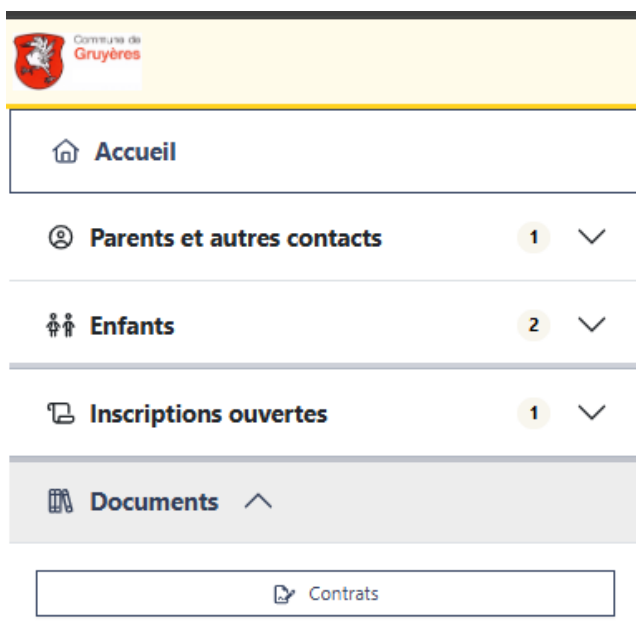 Commune de
Gruyères
Accueil
Parents et autres contacts 1
Enfants 2
Inscriptions ouvertes 1
Documents
Contrats